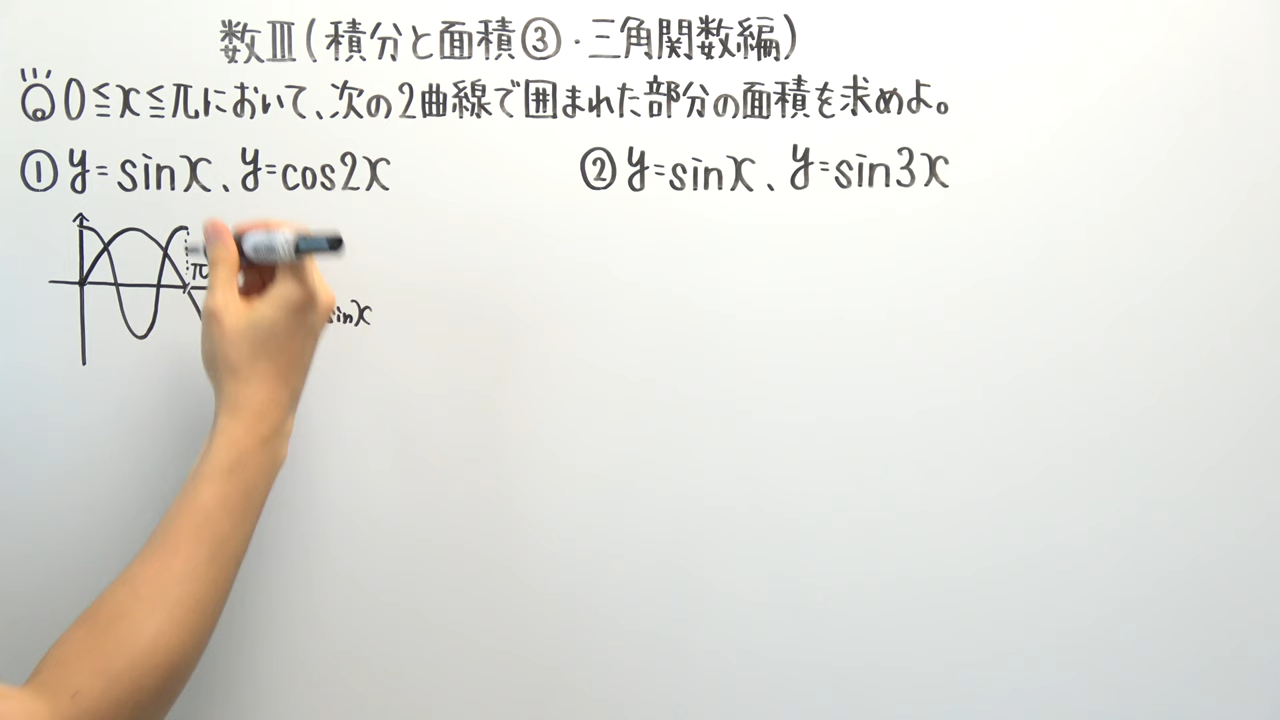 数Ⅲ(積分と面積③・三角関数編)
0≦x≦πにおいて、次の2曲線で囲まれた部分の面積を求めよ。
① y=sinx、y=cos2x
② y=sinx、y=sin3x
π
sinx